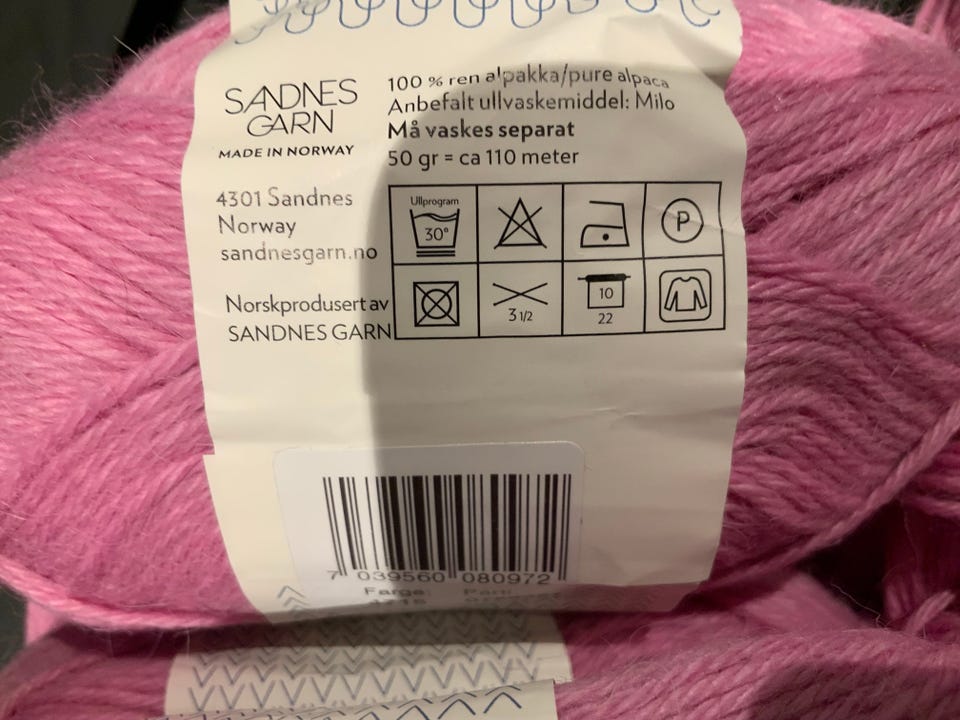 SANDNES
GARN
MADE IN NORWAY
4301 Sandnes
Norway
sandnesgarn.no
Norskprodusert av
SANDNES GARN
100 % ren alpakka/pure alpaca
Anbefalt ullvaskemiddel: Milo
Må vaskes separat
50 gr = ca 110 meter
Ullprogram
30°
P
3 1/2
10
22
7 039560 080972
Farge: Parti: